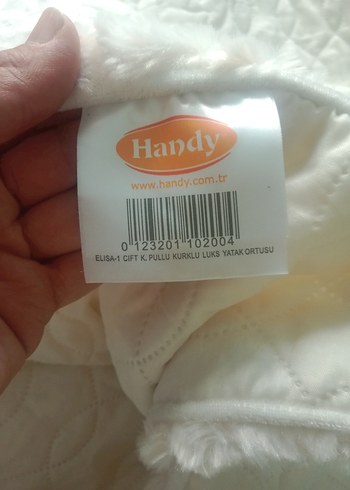 Handy
www.handy.com.tr
0 123201 102004
ELISA-1 CIFT K. PULLU KURKLU LUKS YATAK ORTUSU